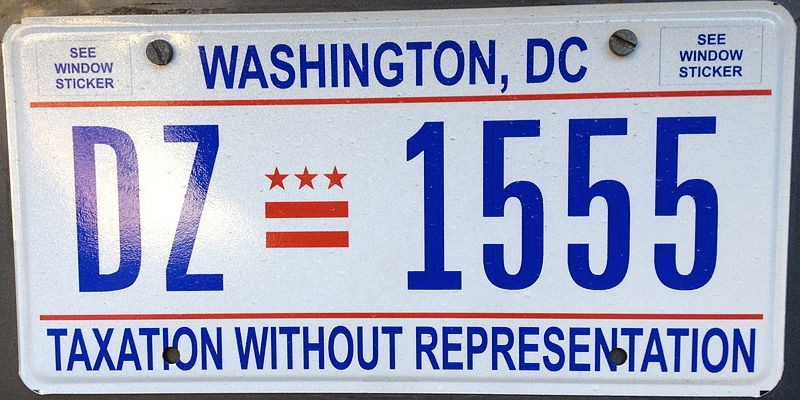 SEE
WINDOW
STICKER
WASHINGTON, DC
SEE
WINDOW
STICKER
DZ 1555
TAXATION WITHOUT REPRESENTATION